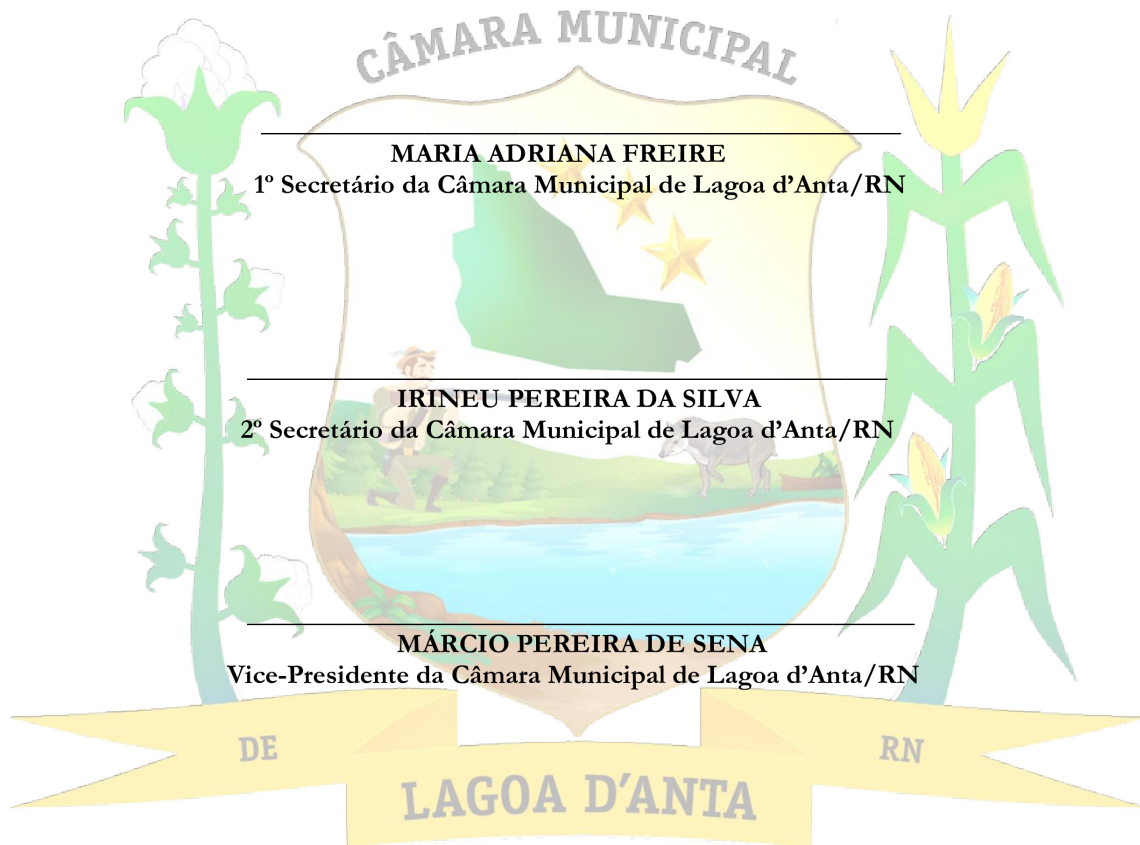 CÂMARA MUNICIPAL
MARIA ADRIANA FREIRE
1º Secretário da Câmara Municipal de Lagoa d’Anta/RN
IRINEU PEREIRA DA SILVA
2º Secretário da Câmara Municipal de Lagoa d’Anta/RN
MÁRCIO PEREIRA DE SENA
Vice-Presidente da Câmara Municipal de Lagoa d’Anta/RN
DE
LAGOA D'ANTA
RN